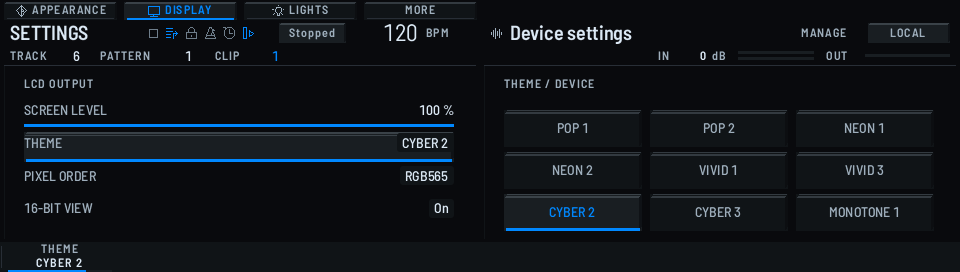 APPEARANCE DISPLAY LIGHTS MORE
SETTINGS Stopped 120 BPM
TRACK 6 PATTERN 1 CLIP 1
Device settings MANAGE LOCAL
IN 0 dB OUT
LCD OUTPUT
SCREEN LEVEL 100 %
THEME CYBER 2
PIXEL ORDER RGB565
16-BIT VIEW On
THEME / DEVICE
POP 1 POP 2 NEON 1
NEON 2 VIVID 1 VIVID 3
CYBER 2 CYBER 3 MONOTONE 1
THEME
CYBER 2